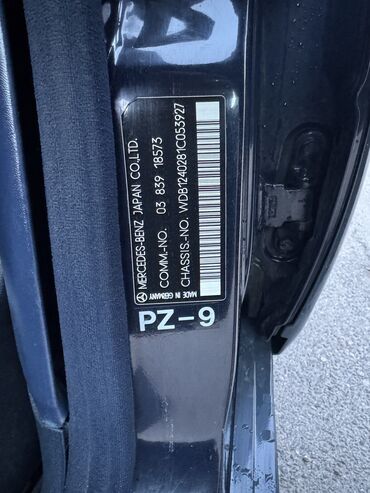 MERCEDES-BENZ JAPAN CO.,LTD.
COMM.-NO. 03 839 18573
CHASSIS.-NO. WDB1240281C053927
MADE IN GERMANY
PZ-9